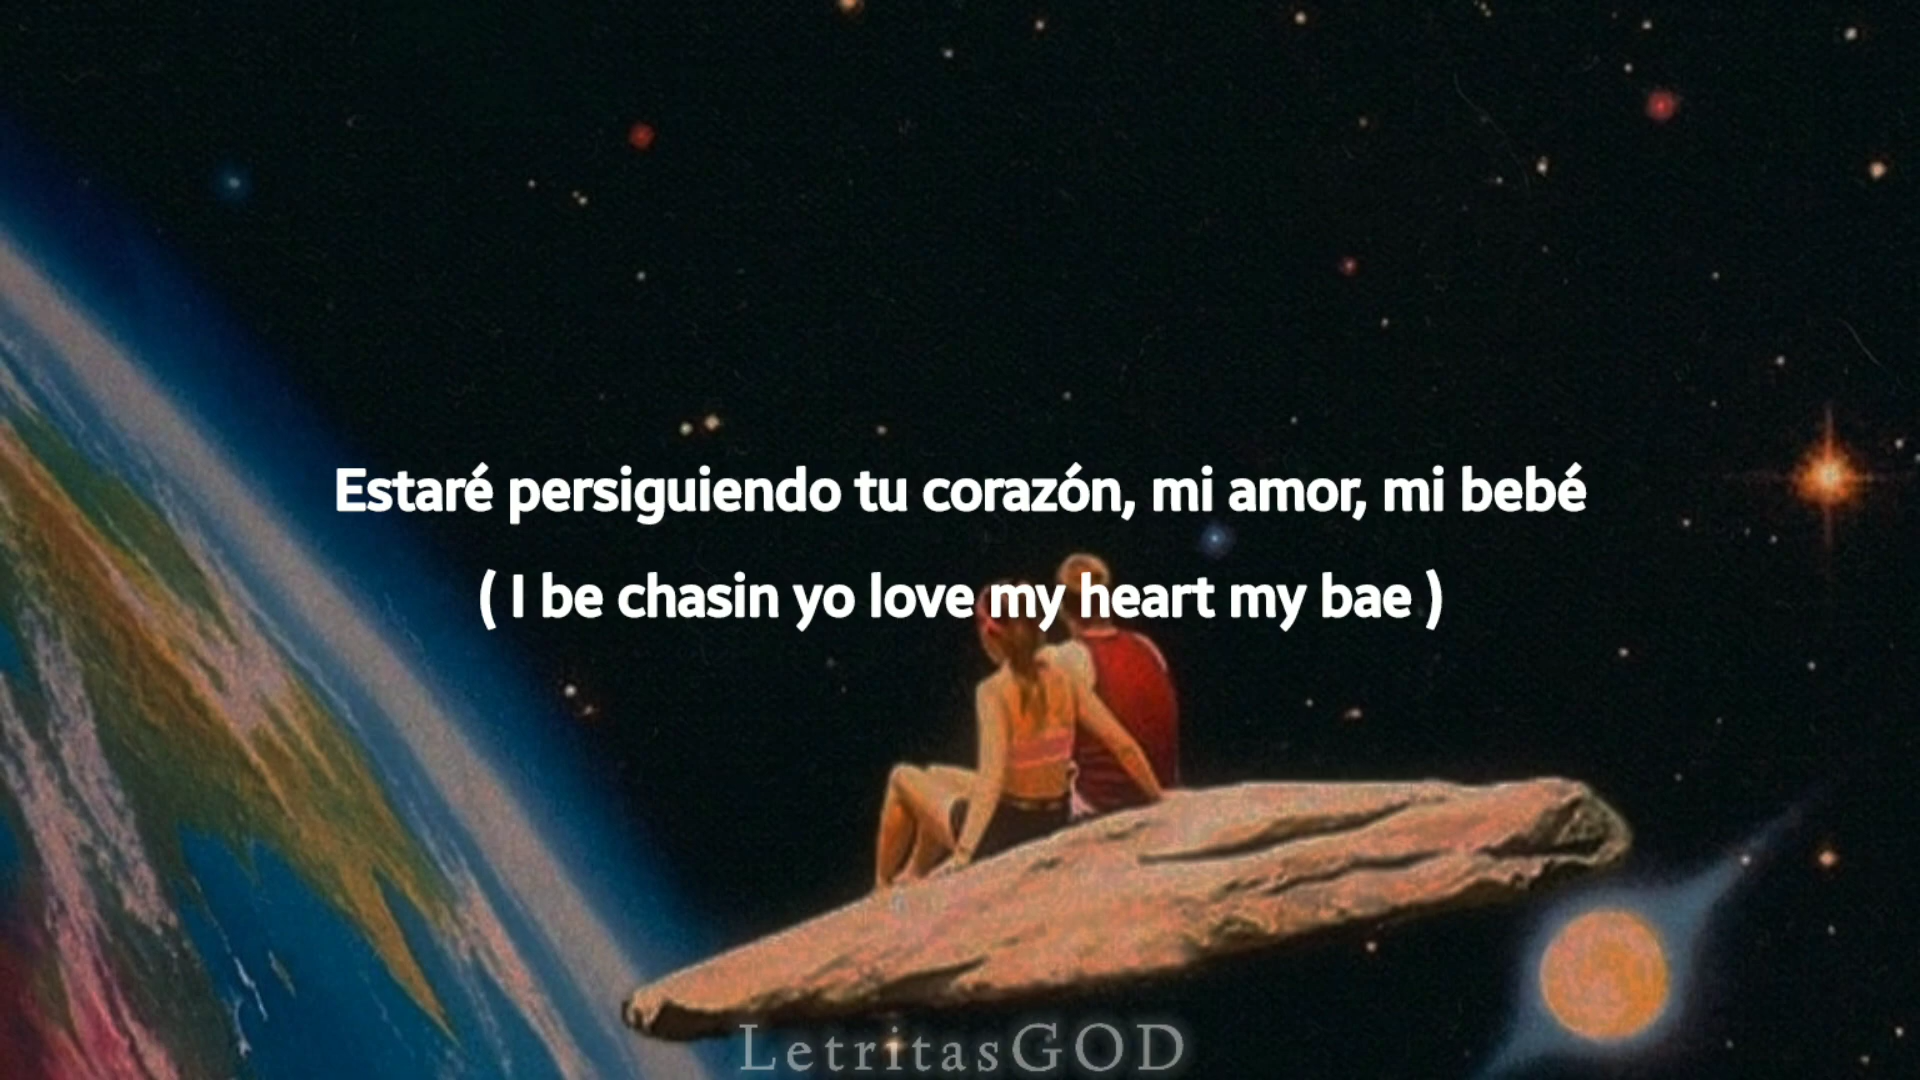 Estaré persiguiendo tu corazón, mi amor, mi bebé
( I be chasin yo love my heart my bae )
LetritasGOD